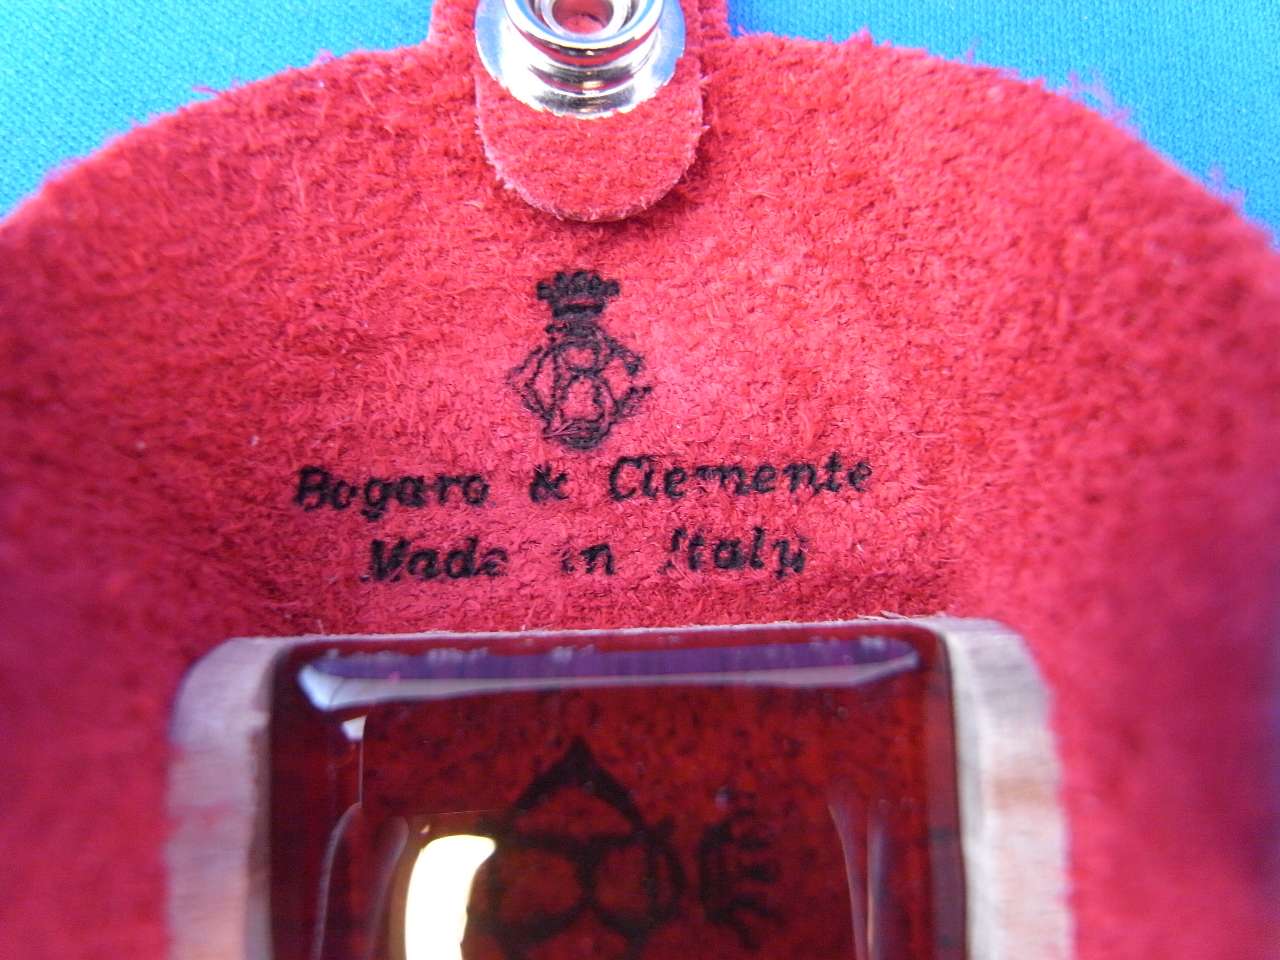 Bogaro & Clemente
Made in Italy